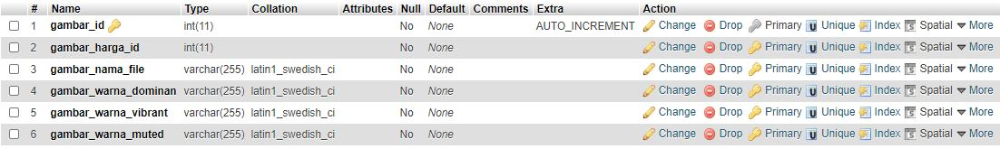 # Name Type Collation Attributes Null Default Comments Extra Action
1 gambar_id int(11) No None AUTO_INCREMENT Change Drop Primary Unique Index Spatial More
2 gambar_harga_id int(11) No None Change Drop Primary Unique Index Spatial More
3 gambar_nama_file varchar(255) latin1_swedish_ci No None Change Drop Primary Unique Index Spatial More
4 gambar_warna_dominan varchar(255) latin1_swedish_ci No None Change Drop Primary Unique Index Spatial More
5 gambar_warna_vibrant varchar(255) latin1_swedish_ci No None Change Drop Primary Unique Index Spatial More
6 gambar_warna_muted varchar(255) latin1_swedish_ci No None Change Drop Primary Unique Index Spatial More